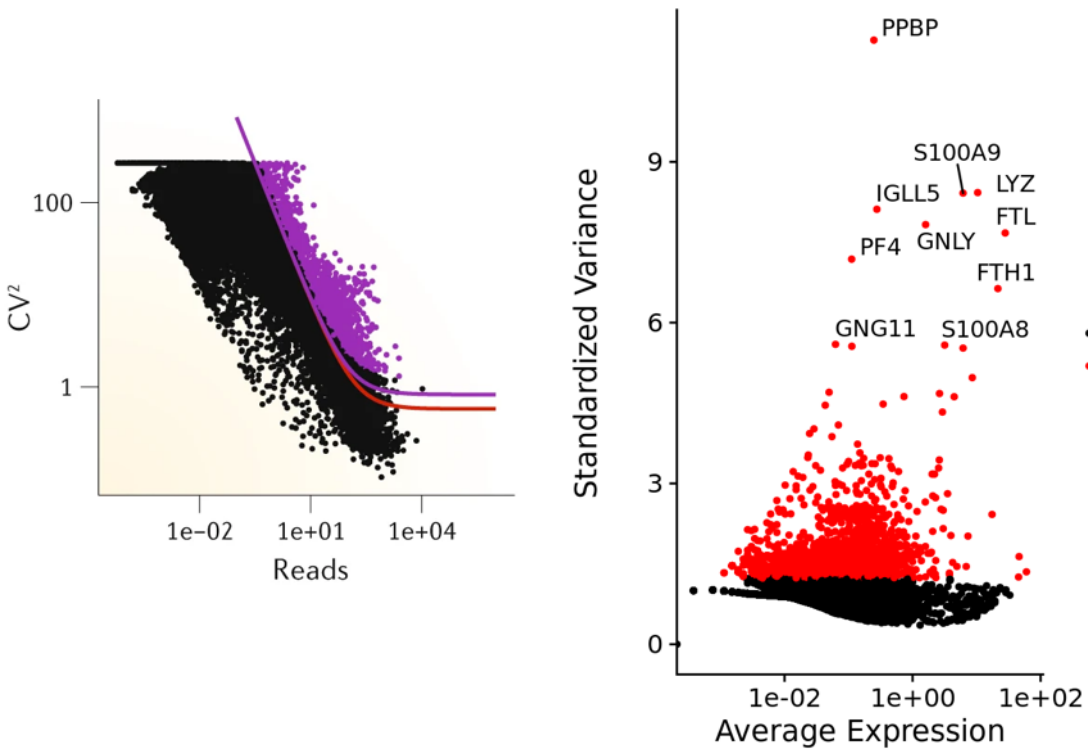 CV²
100
1
1e-02
1e+01
1e+04
Reads
Standardized Variance
9
6
3
0
PPBP
S100A9
LYZ
IGLL5
FTL
GNLY
PF4
FTH1
GNG11
S100A8
1e-02
1e+00
1e+02
Average Expression